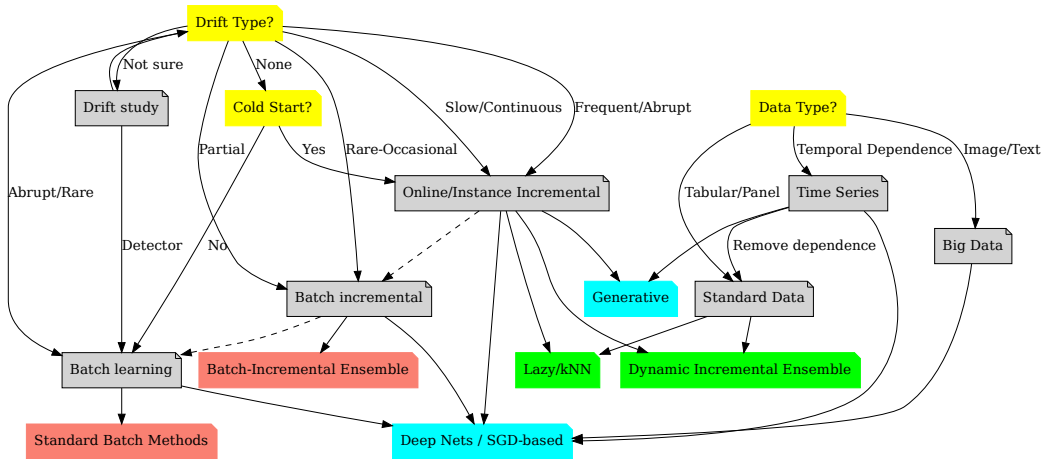 Drift Type?
Not sure
None
Drift study
Cold Start?
Slow/Continuous
Frequent/Abrupt
Data Type?
Partial
Yes
Rare-Occasional
Temporal Dependence
Image/Text
Abrupt/Rare
Online/Instance Incremental
Tabular/Panel
Time Series
Detector
No
Remove dependence
Big Data
Batch incremental
Generative
Standard Data
Batch learning
Batch-Incremental Ensemble
Lazy/kNN
Dynamic Incremental Ensemble
Standard Batch Methods
Deep Nets / SGD-based